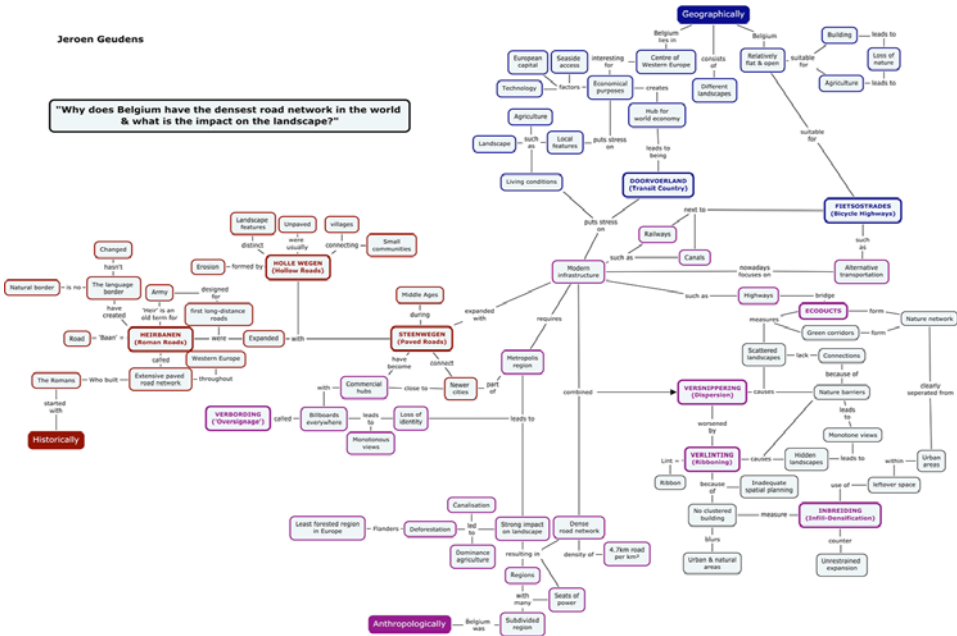 Jeroen Geudens
"Why does Belgium have the densest road network in the world
& what is the impact on the landscape?"
Geographically
Belgium
lies in
consists
of
Belgium
Centre of
Western Europe
Different
landscapes
Relatively
flat & open
suitable
for
Building
leads to
Loss of
nature
Agriculture
leads to
interesting
for
European
capital
Seaside
access
Technology
factors
Economical
purposes
creates
Hub for
world economy
Agriculture
Landscape
such
as
Local
features
puts stress
on
leads to
being
Living conditions
DOORVOERLAND
(Transit Country)
suitable
for
FIETSOSTRADES
(Bicycle Highways)
puts stress
on
next to
Railways
such as
Canals
such
as
Modern
infrastructure
nowadays
focuses on
Alternative
transportation
such as
Highways
bridge
ECODUCTS
form
Nature network
measures
Green corridors
form
Scattered
landscapes
lack
Connections
because of
clearly
seperated from
VERSNIPPERING
(Dispersion)
causes
Nature barriers
worsened
by
leads
to
Monotone views
Lint =
VERLINTING
(Ribboning)
causes
Hidden
landscapes
leads to
within
Urban
areas
Ribbon
because
of
Inadequate
spatial planning
use of
leftover space
No clustered
building
measure
INBREIDING
(Infill-Densification)
blurs
counter
Urban & natural
areas
Unrestrained
expansion
Landscape
features
Unpaved
villages
distinct
were
usually
connecting
Small
communities
Erosion
formed by
HOLLE WEGEN
(Hollow Roads)
Changed
hasn't
Natural border
is no
The language
border
Army
designed
for
'Heir' is an
old term for
first long-distance
roads
have
created
Road
'Baan' =
HEIRBANEN
(Roman Roads)
were
Expanded
with
called
Western Europe
The Romans
Who built
Extensive paved
road network
throughout
started
with
Historically
Middle Ages
during
STEENWEGEN
(Paved Roads)
expanded
with
requires
have
become
connect
Metropolis
region
with
Commercial
hubs
close to
Newer
cities
part
of
combined
VERBORDING
('Oversignage')
called
Billboards
everywhere
leads
to
Loss of
identity
leads to
Monotonous
views
Canalisation
Least forested region
in Europe
Flanders
Deforestation
led
to
Strong impact
on landscape
Dense
road network
Dominance
agriculture
resulting in
density of
4.7km road
per km²
Regions
with
many
Seats of
power
Anthropologically
Belgium
was
Subdivided
region